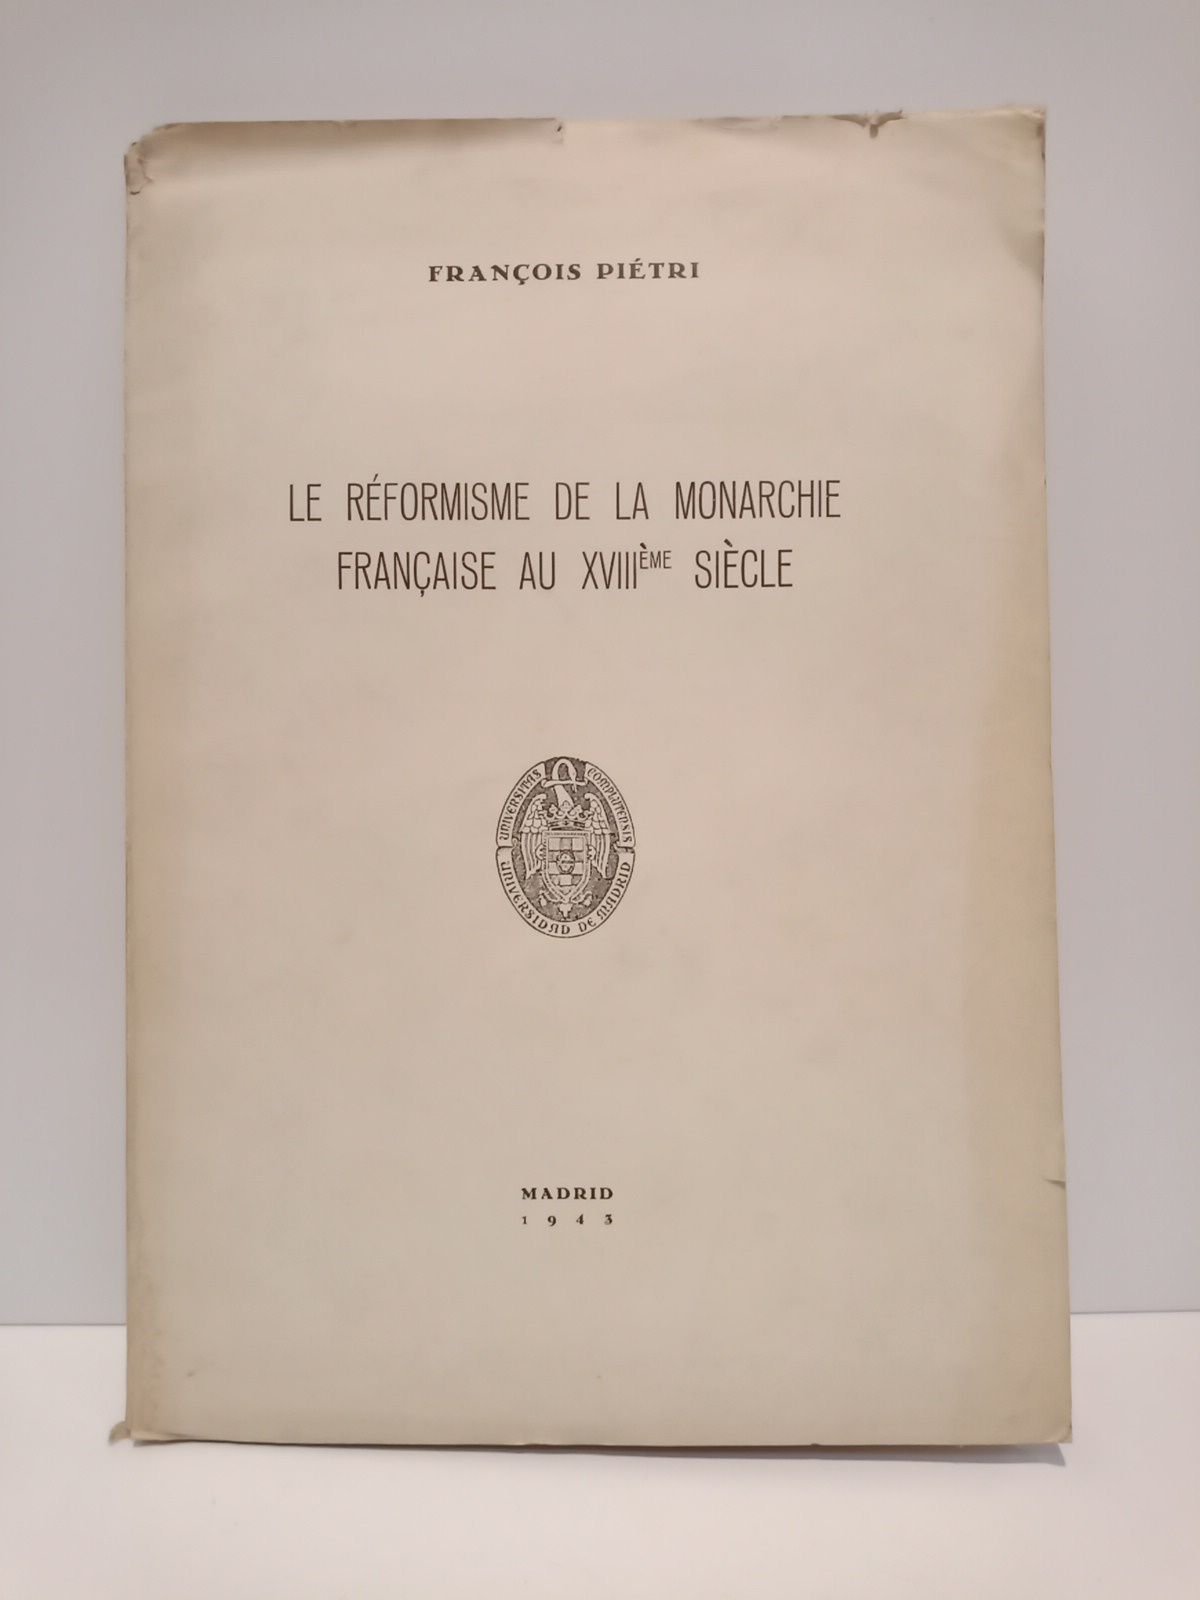 FRANÇOIS PIÉTRI
LE RÉFORMISME DE LA MONARCHIE
FRANÇAISE AU XVIIIÈME SIÈCLE
UNIVERSITAS COMPLUTENSIS
UNIVERSIDAD DE MADRID
MADRID
1943